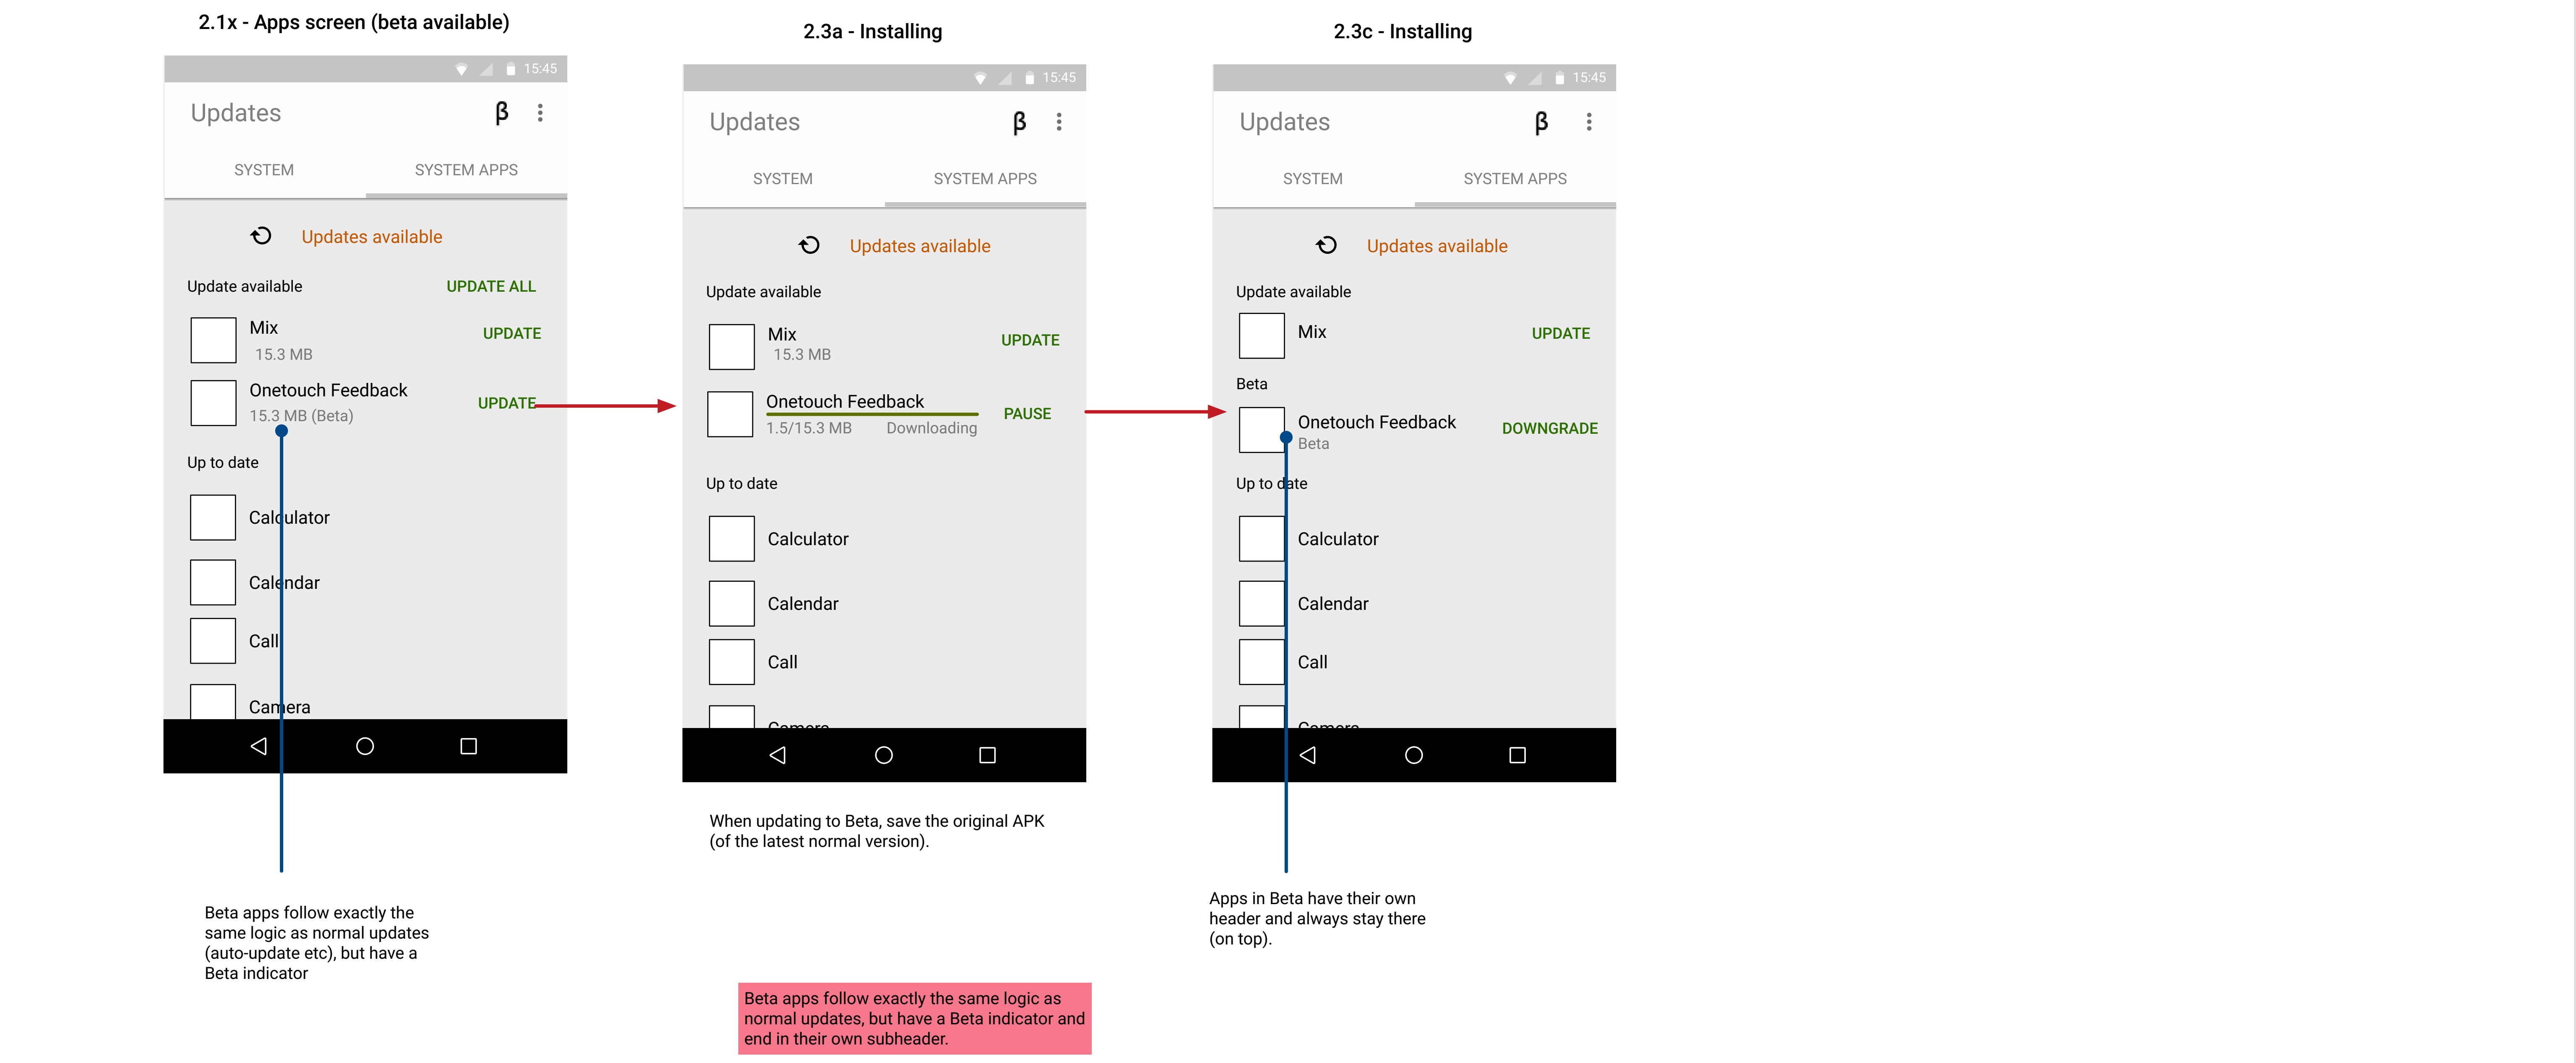 2.1x - Apps screen (beta available)
15:45
Updates β
SYSTEM SYSTEM APPS
Updates available
Update available UPDATE ALL
Mix
15.3 MB
UPDATE
Onetouch Feedback
15.3 MB (Beta)
UPDATE
Up to date
Calculator
Calendar
Call
Camera
Beta apps follow exactly the
same logic as normal updates
(auto-update etc), but have a
Beta indicator
2.3a - Installing
15:45
Updates β
SYSTEM SYSTEM APPS
Updates available
Update available
Mix
15.3 MB
UPDATE
Onetouch Feedback
1.5/15.3 MB Downloading
PAUSE
Up to date
Calculator
Calendar
Call
Camera
When updating to Beta, save the original APK
(of the latest normal version).
Beta apps follow exactly the same logic as
normal updates, but have a Beta indicator and
end in their own subheader.
2.3c - Installing
15:45
Updates β
SYSTEM SYSTEM APPS
Updates available
Update available
Mix
UPDATE
Beta
Onetouch Feedback
Beta
DOWNGRADE
Up to date
Calculator
Calendar
Call
Camera
Apps in Beta have their own
header and always stay there
(on top).